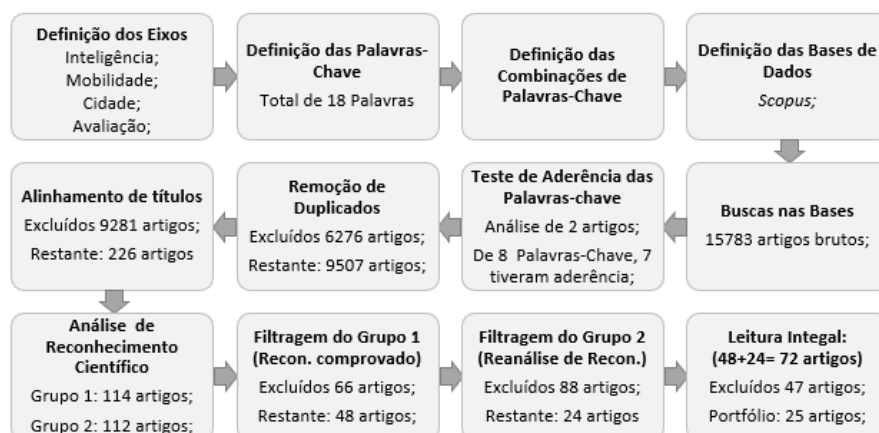 Definição dos Eixos
Inteligência;
Mobilidade;
Cidade;
Avaliação;
Definição das Palavras-
Chave
Total de 18 Palavras
Definição das
Combinações de
Palavras-Chave
Definição das Bases de
Dados
Scopus;
Buscas nas Bases
15783 artigos brutos;
Teste de Aderência das
Palavras-chave
Análise de 2 artigos;
De 8 Palavras-Chave, 7
tiveram aderência;
Remoção de
Duplicados
Excluídos 6276 artigos;
Restante: 9507 artigos;
Alinhamento de títulos
Excluídos 9281 artigos;
Restante: 226 artigos
Análise de
Reconhecimento
Científico
Grupo 1: 114 artigos;
Grupo 2: 112 artigos;
Filtragem do Grupo 1
(Recon. comprovado)
Excluídos 66 artigos;
Restante: 48 artigos;
Filtragem do Grupo 2
(Reanálise de Recon.)
Excluídos 88 artigos;
Restante: 24 artigos
Leitura Integal:
(48+24= 72 artigos)
Excluídos 47 artigos;
Portfólio: 25 artigos;